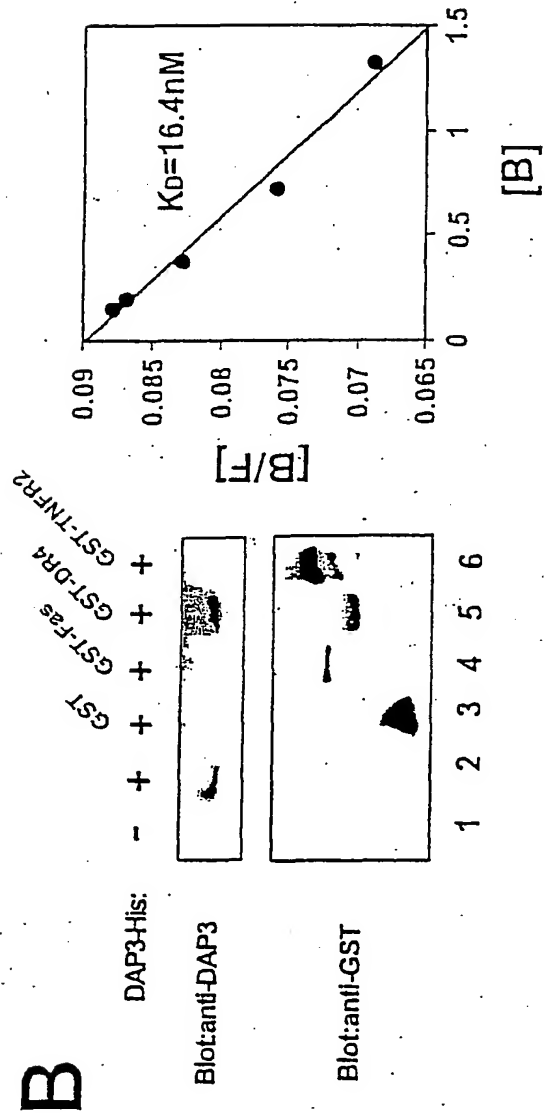 B
GST
GST-Fas
GST-DR4
GST-TNFR2
DAP3-His: - + + + + +
Blot:anti-DAP3
Blot:anti-GST
1 2 3 4 5 6
[B/F]
0.09
0.085
0.08
0.075
0.07
0.065
KD=16.4nM
0 0.5 1 1.5
[B]